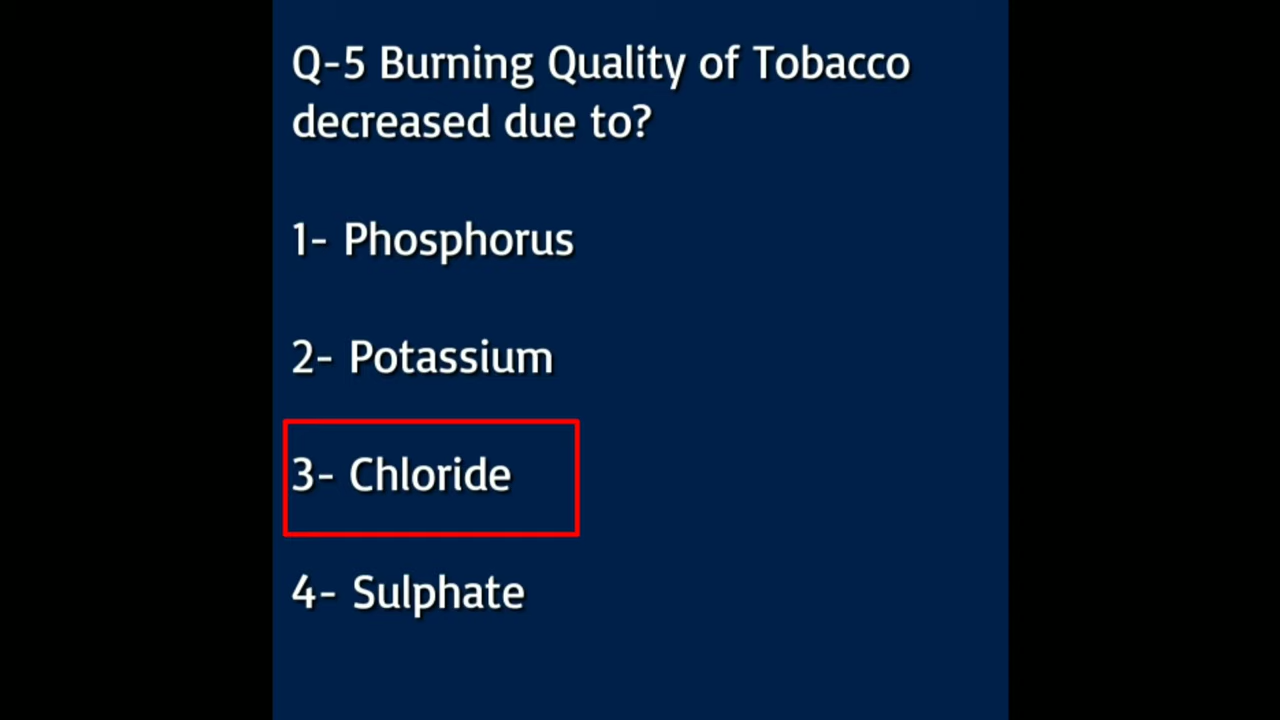 Q-5 Burning Quality of Tobacco
decreased due to?
1- Phosphorus
2- Potassium
3- Chloride
4- Sulphate